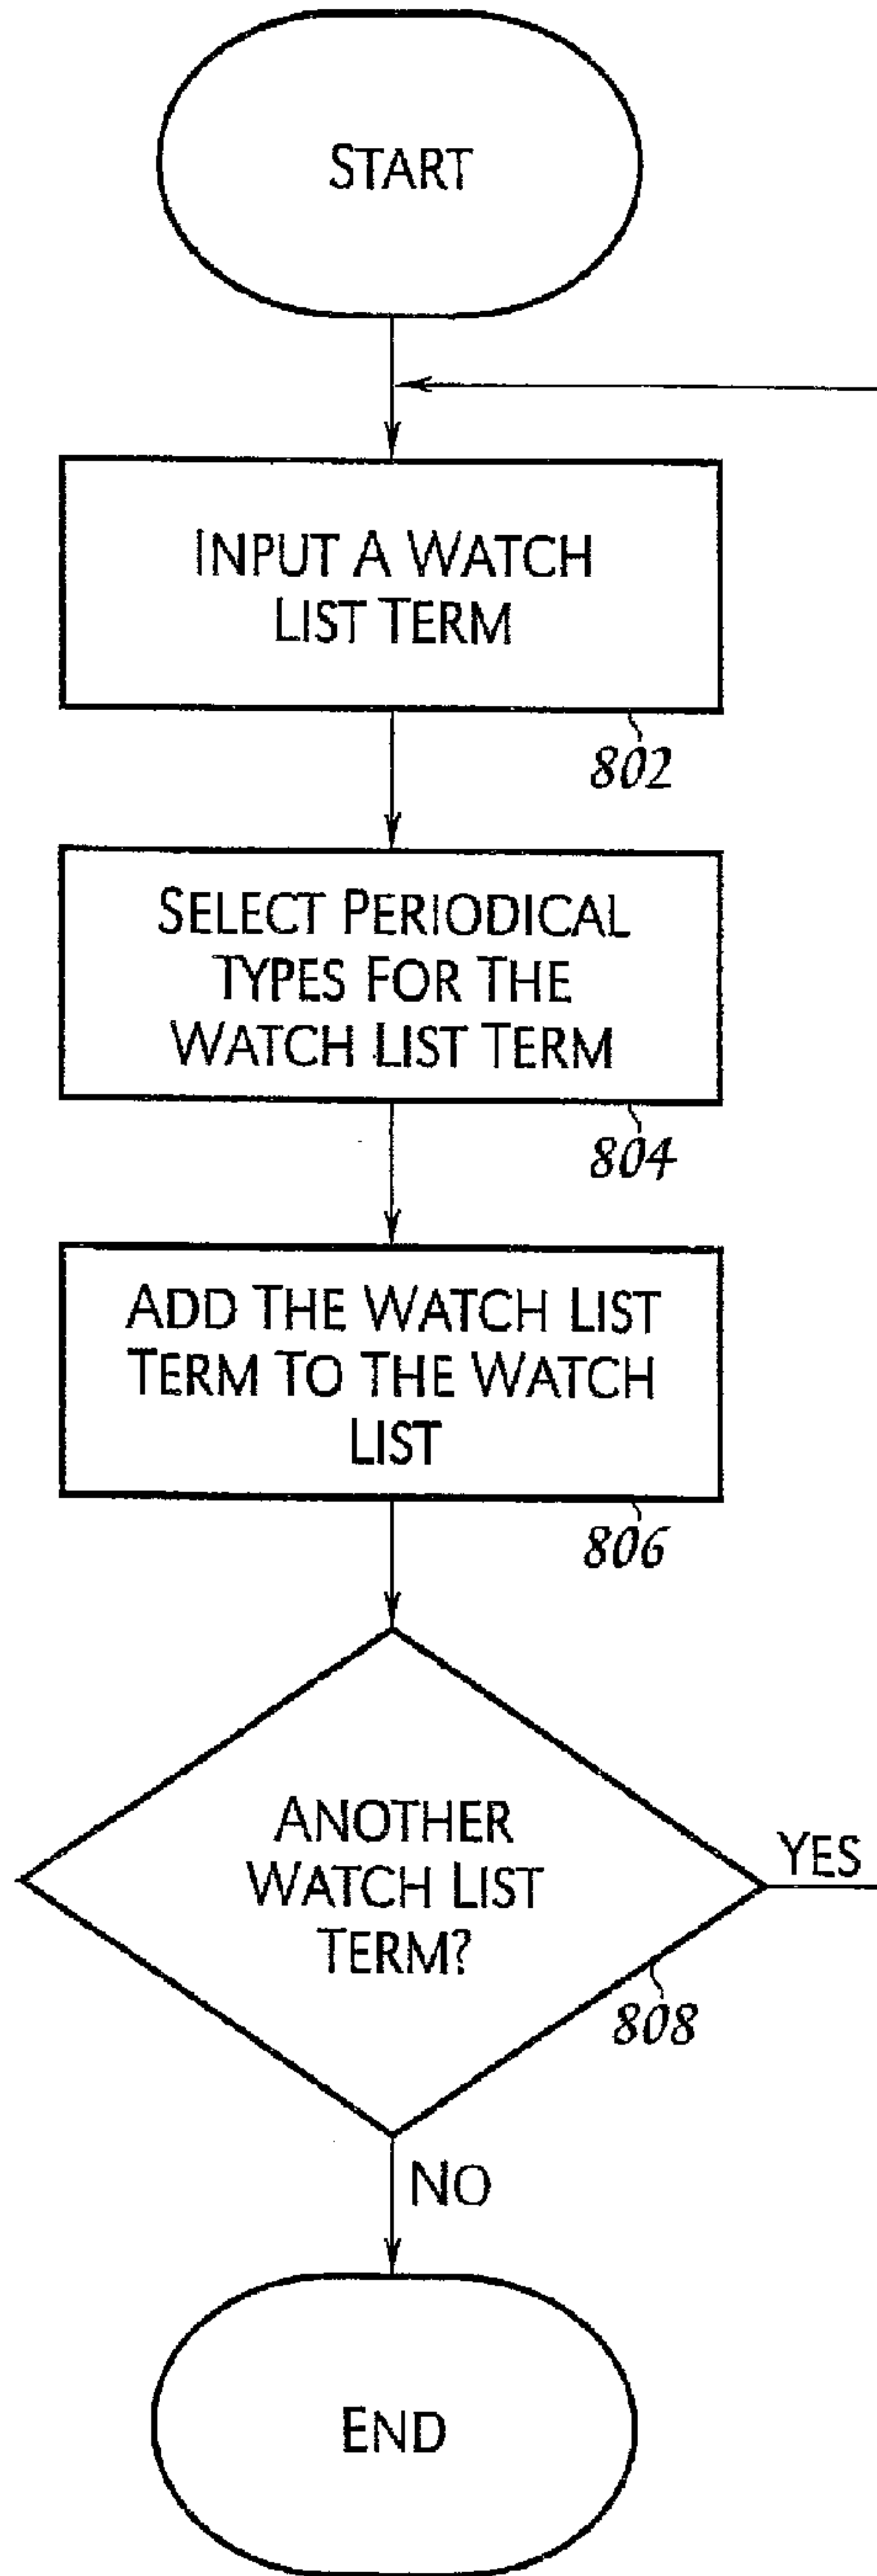 START
INPUT A WATCH
LIST TERM
802
SELECT PERIODICAL
TYPES FOR THE
WATCH LIST TERM
804
ADD THE WATCH LIST
TERM TO THE WATCH
LIST
806
ANOTHER
WATCH LIST
TERM?
YES
808
NO
END